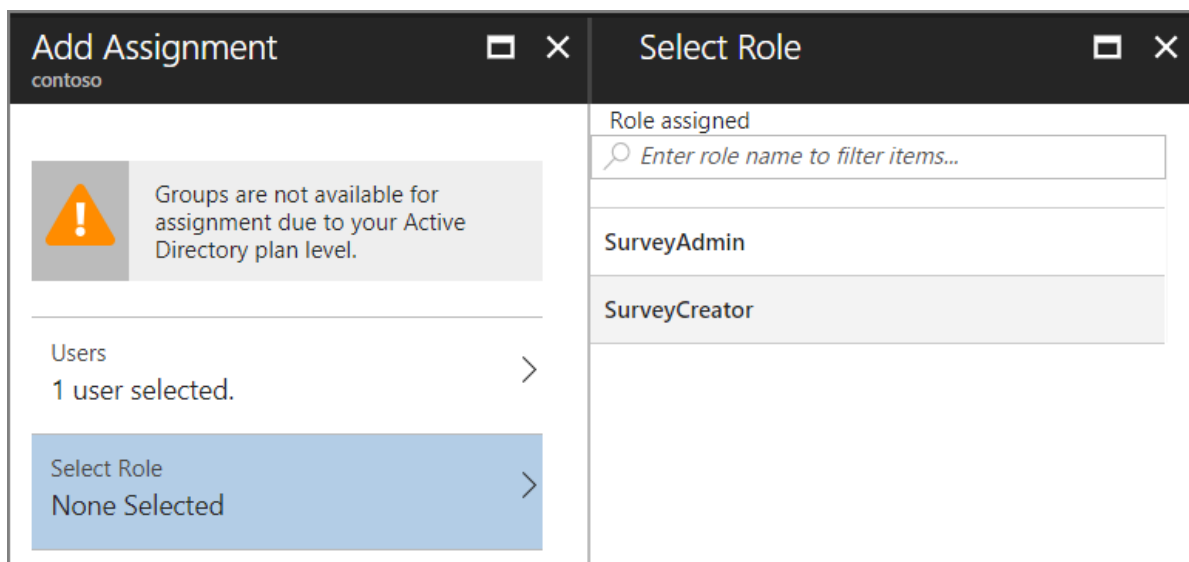 Add Assignment
contoso
Groups are not available for
assignment due to your Active
Directory plan level.
Users
1 user selected.
Select Role
None Selected
Select Role
Role assigned
Enter role name to filter items...
SurveyAdmin
SurveyCreator